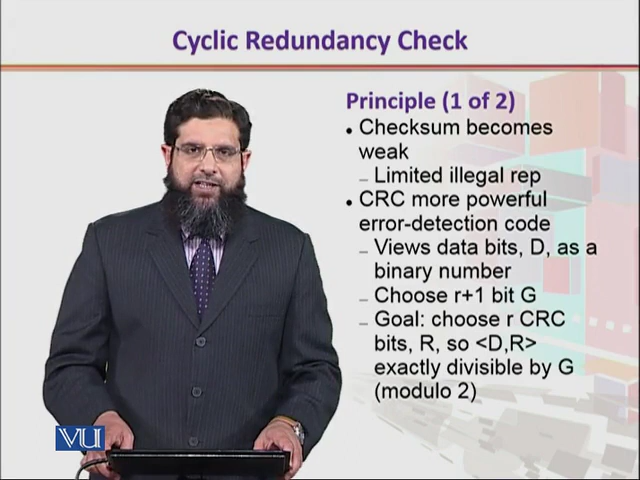 Cyclic Redundancy Check
Principle (1 of 2)
• Checksum becomes
weak
– Limited illegal rep
• CRC more powerful
error-detection code
– Views data bits, D, as a
binary number
– Choose r+1 bit G
– Goal: choose r CRC
bits, R, so <D,R>
exactly divisible by G
(modulo 2)
VU